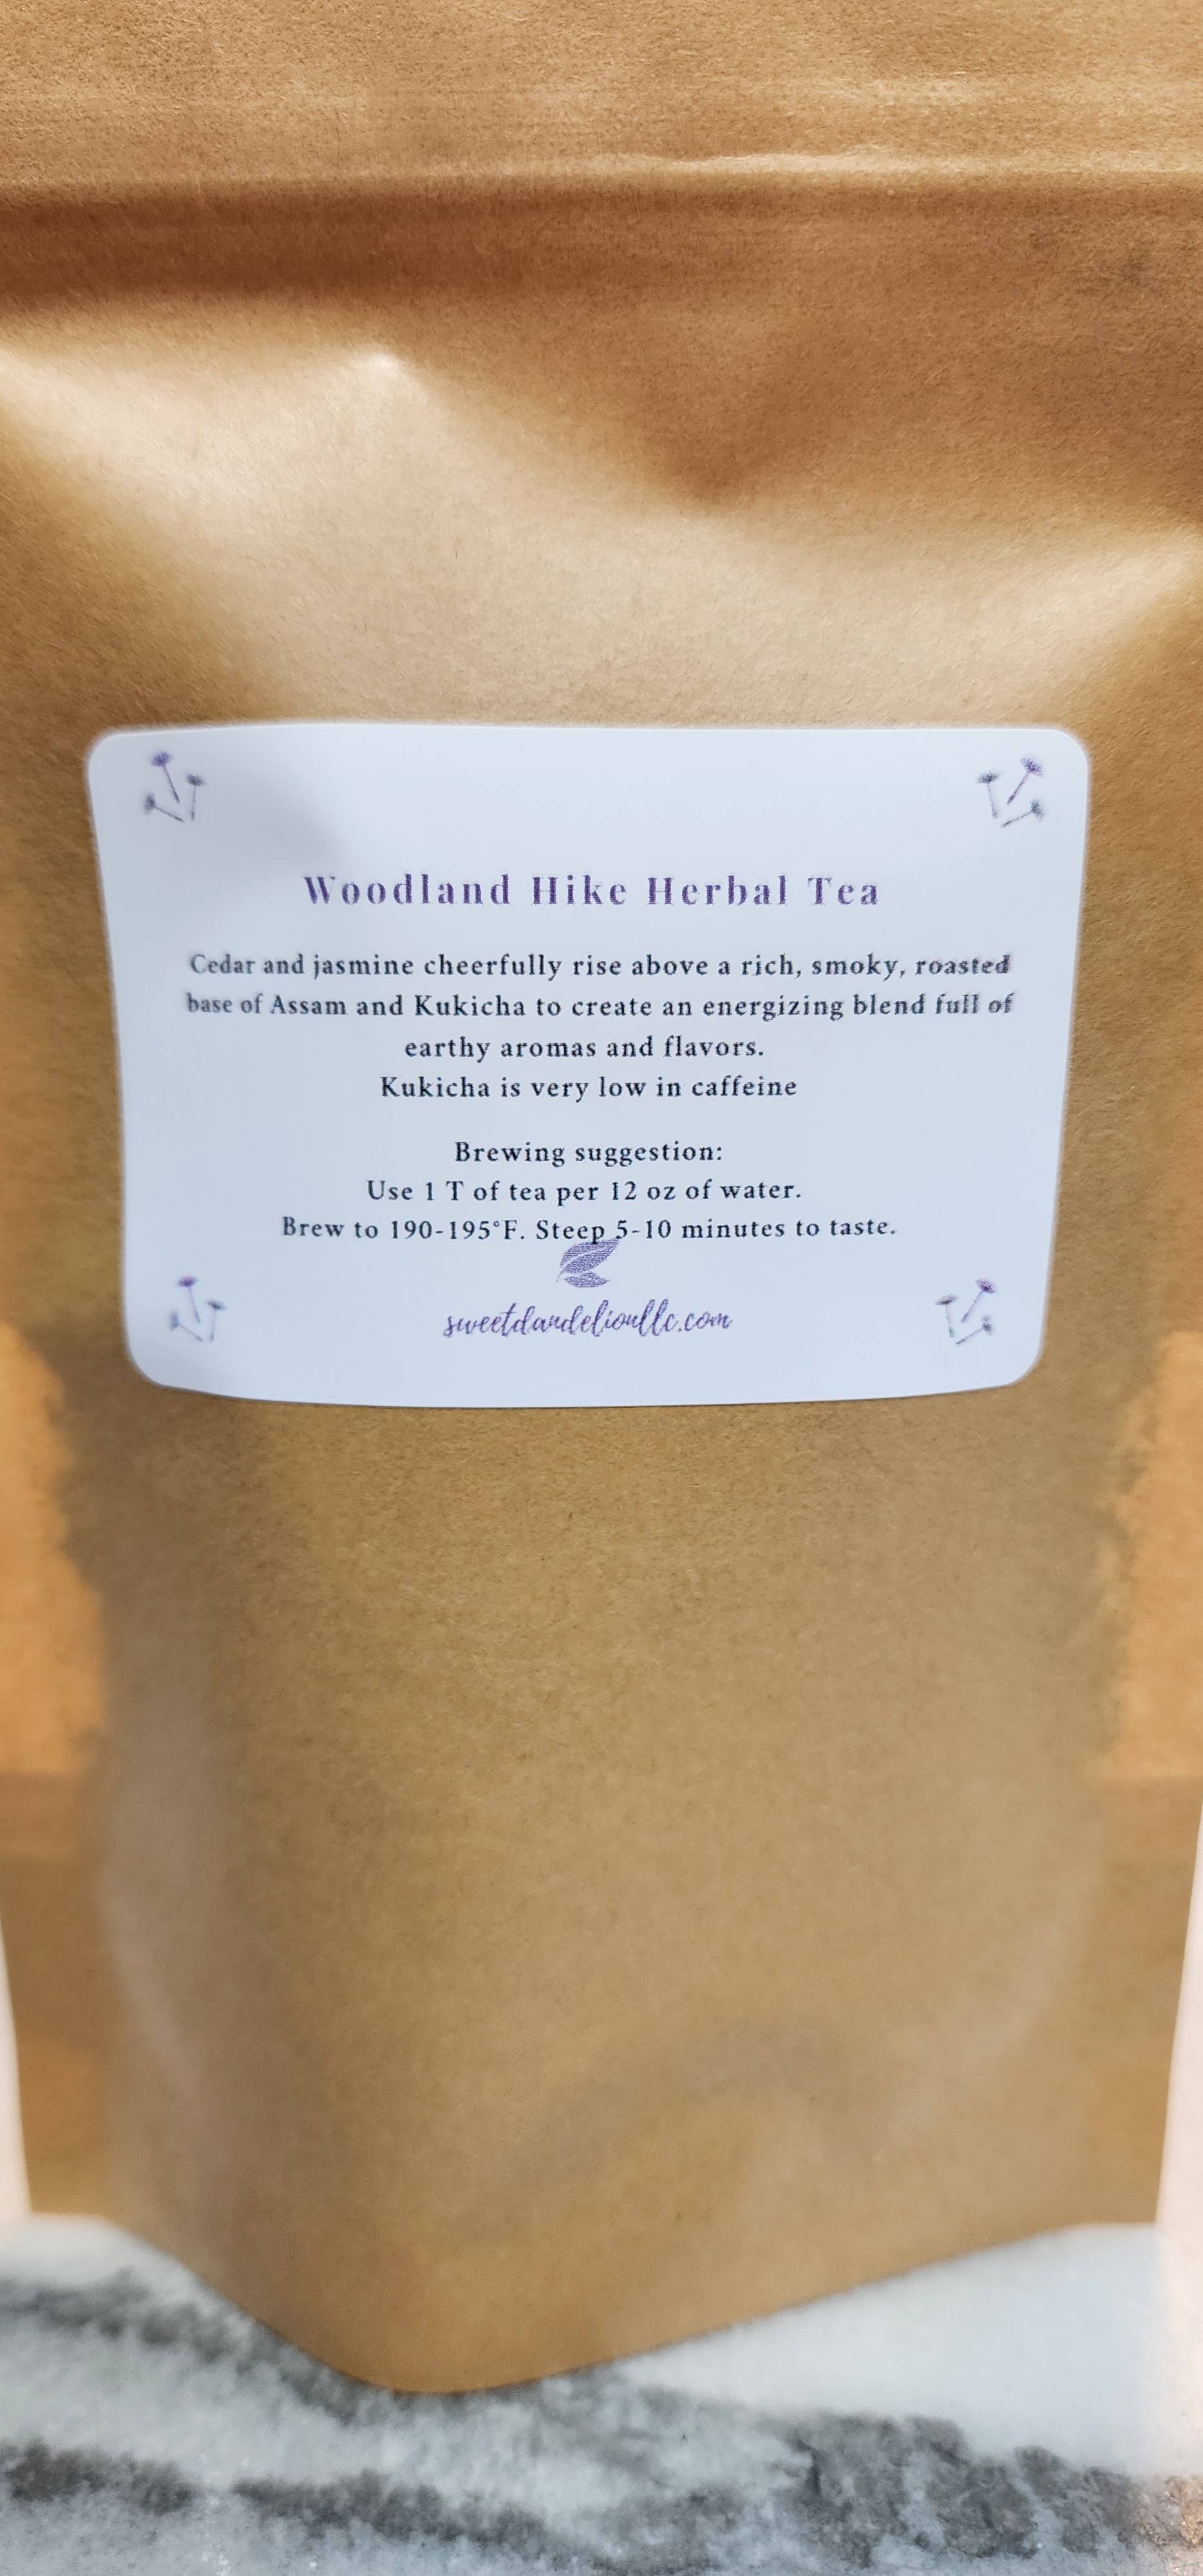 Woodland Hike Herbal Tea
Cedar and jasmine cheerfully rise above a rich, smoky, roasted
base of Assam and Kukicha to create an energizing blend full of
earthy aromas and flavors.
Kukicha is very low in caffeine
Brewing suggestion:
Use 1 T of tea per 12 oz of water.
Brew to 190-195°F. Steep 5-10 minutes to taste.
sweetdandelionllc.com